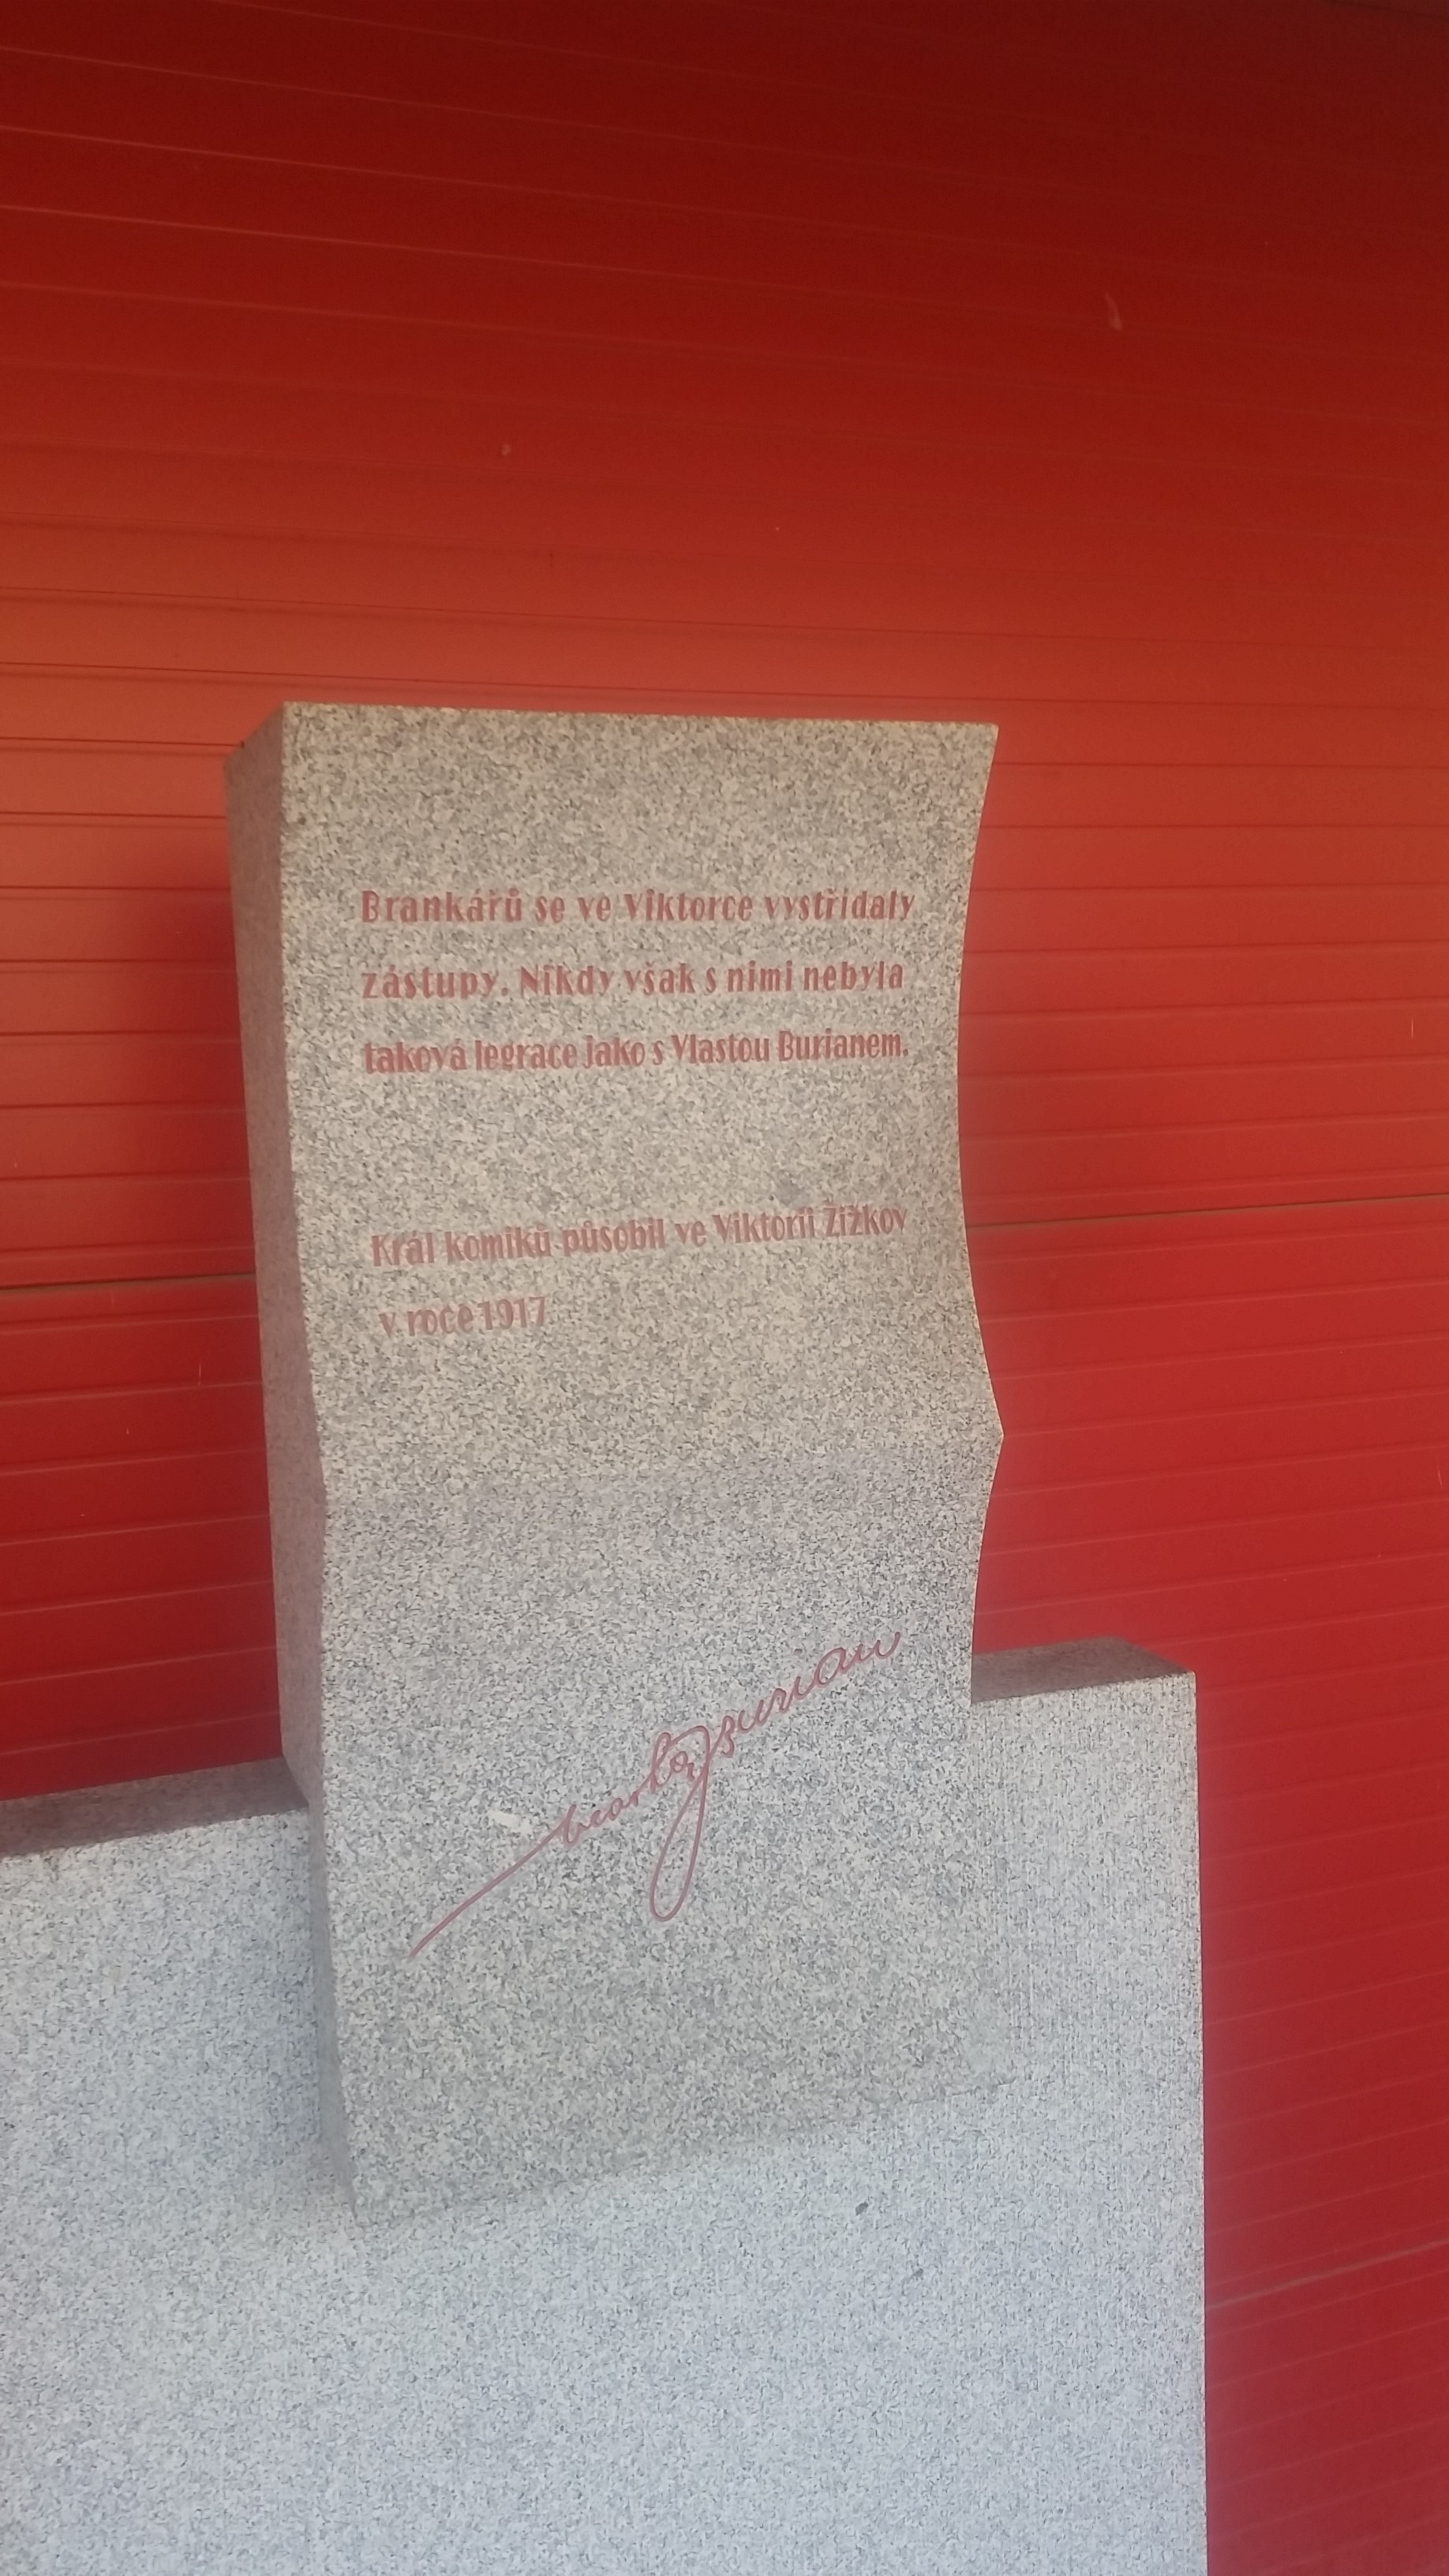 Brankářů se ve Viktorce vystřídaly
zástupy. Nikdy však s nimi nebyla
taková legrace jako s Vlastou Burianem.
Král komiků působil ve Viktorii Žižkov
v roce 1917
Burian